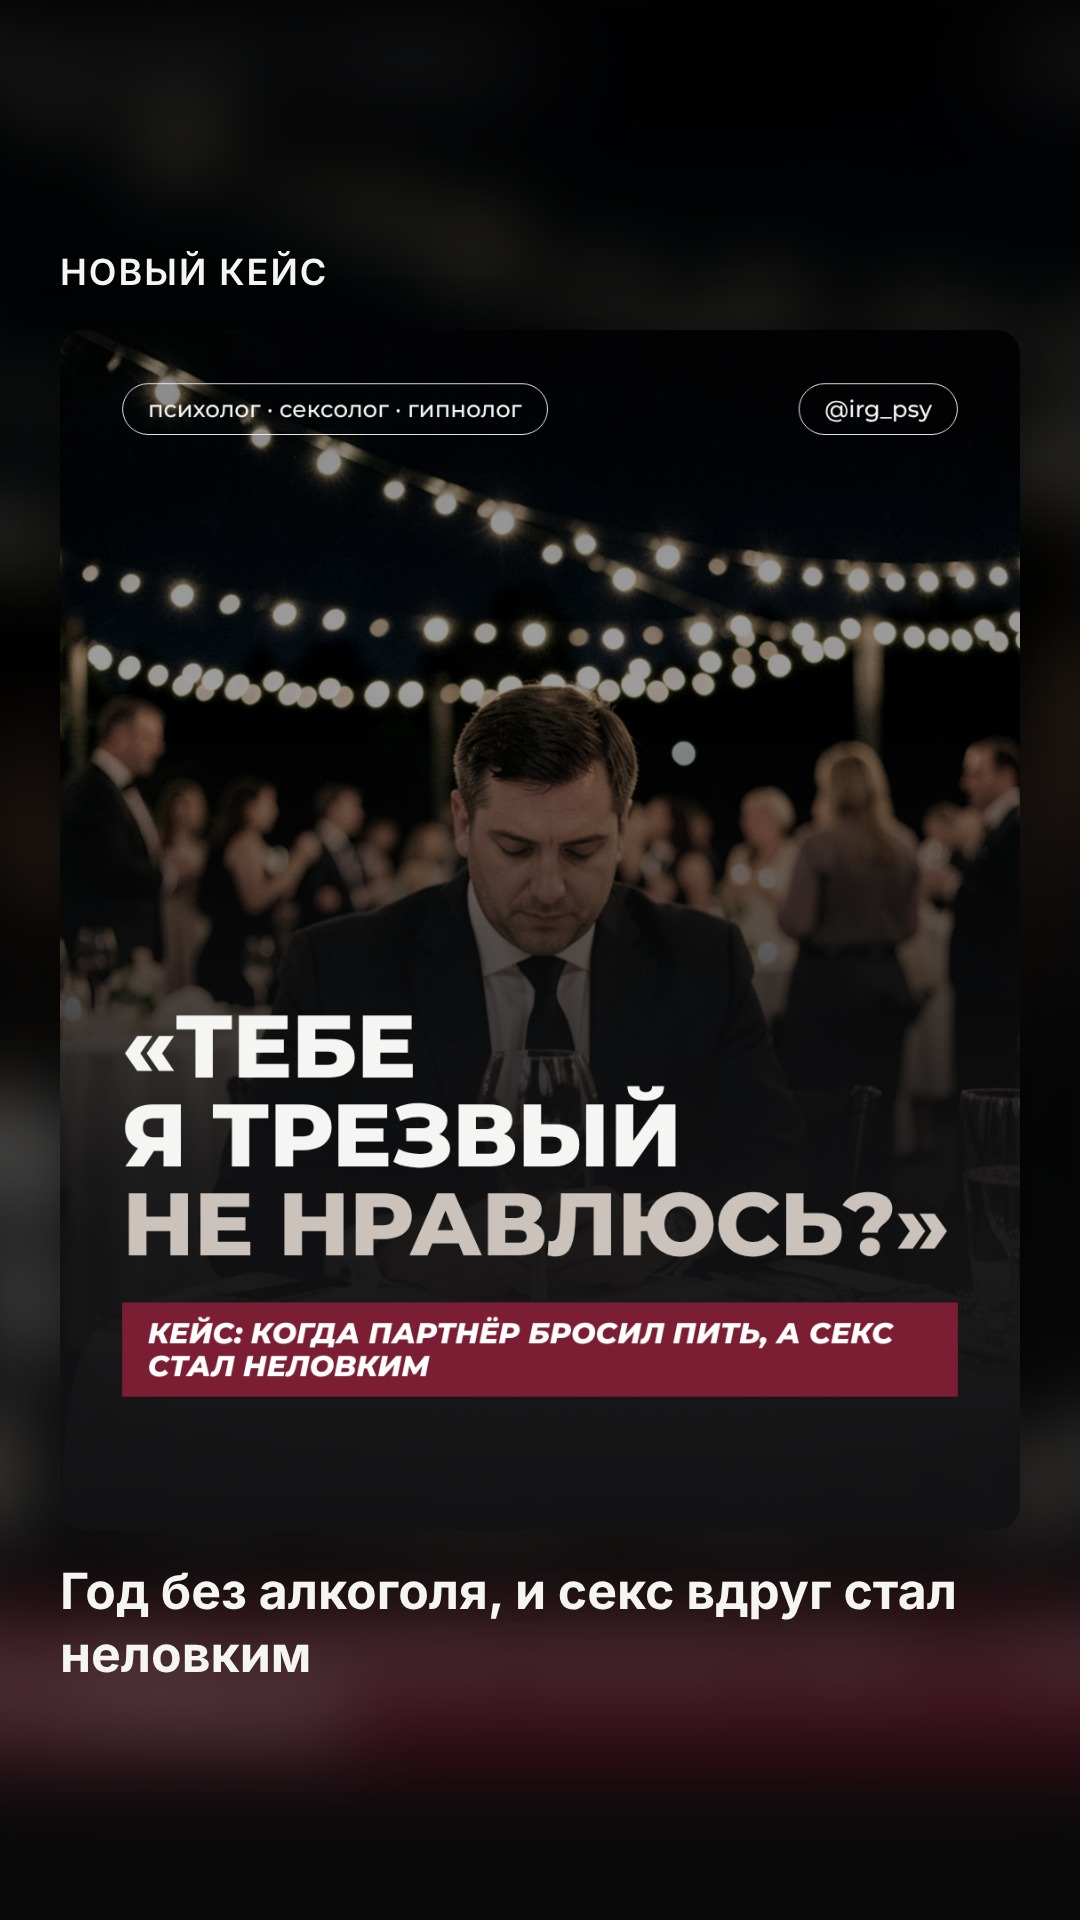 НОВЫЙ КЕЙС
психолог · сексолог · гипнолог
@irg_psy
«ТЕБЕ
Я ТРЕЗВЫЙ
НЕ НРАВЛЮСЬ?»
КЕЙС: КОГДА ПАРТНЁР БРОСИЛ ПИТЬ, А СЕКС
СТАЛ НЕЛОВКИМ
Год без алкоголя, и секс вдруг стал
неловким